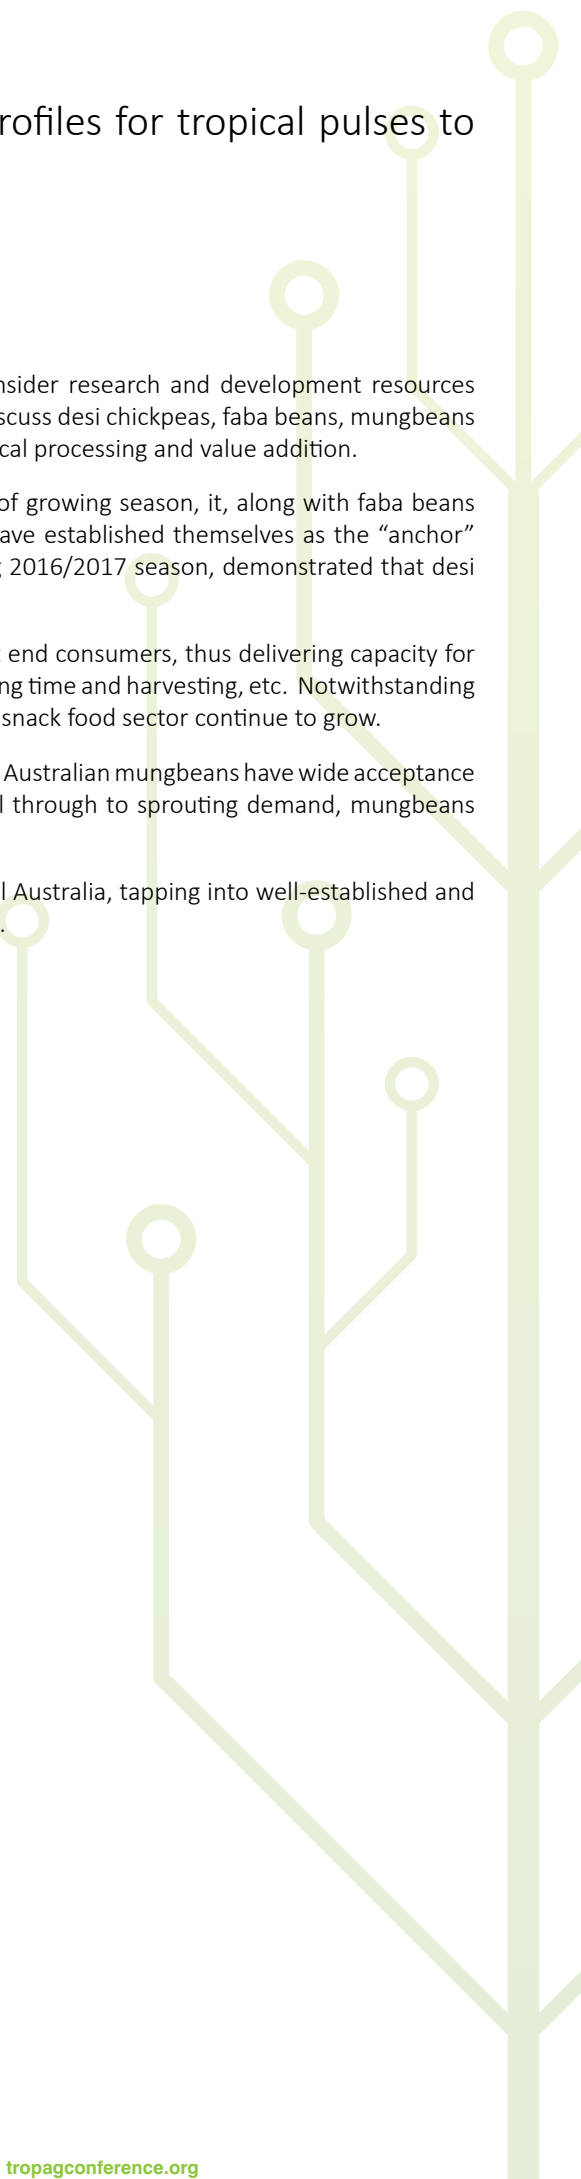 rofiles for tropical pulses to
nsider research and development resources
scuss desi chickpeas, faba beans, mungbeans
cal processing and value addition.
of growing season, it, along with faba beans
ave established themselves as the “anchor”
2016/2017 season, demonstrated that desi
end consumers, thus delivering capacity for
ng time and harvesting, etc. Notwithstanding
snack food sector continue to grow.
Australian mungbeans have wide acceptance
l through to sprouting demand, mungbeans
l Australia, tapping into well-established and
.
tropagconference.org